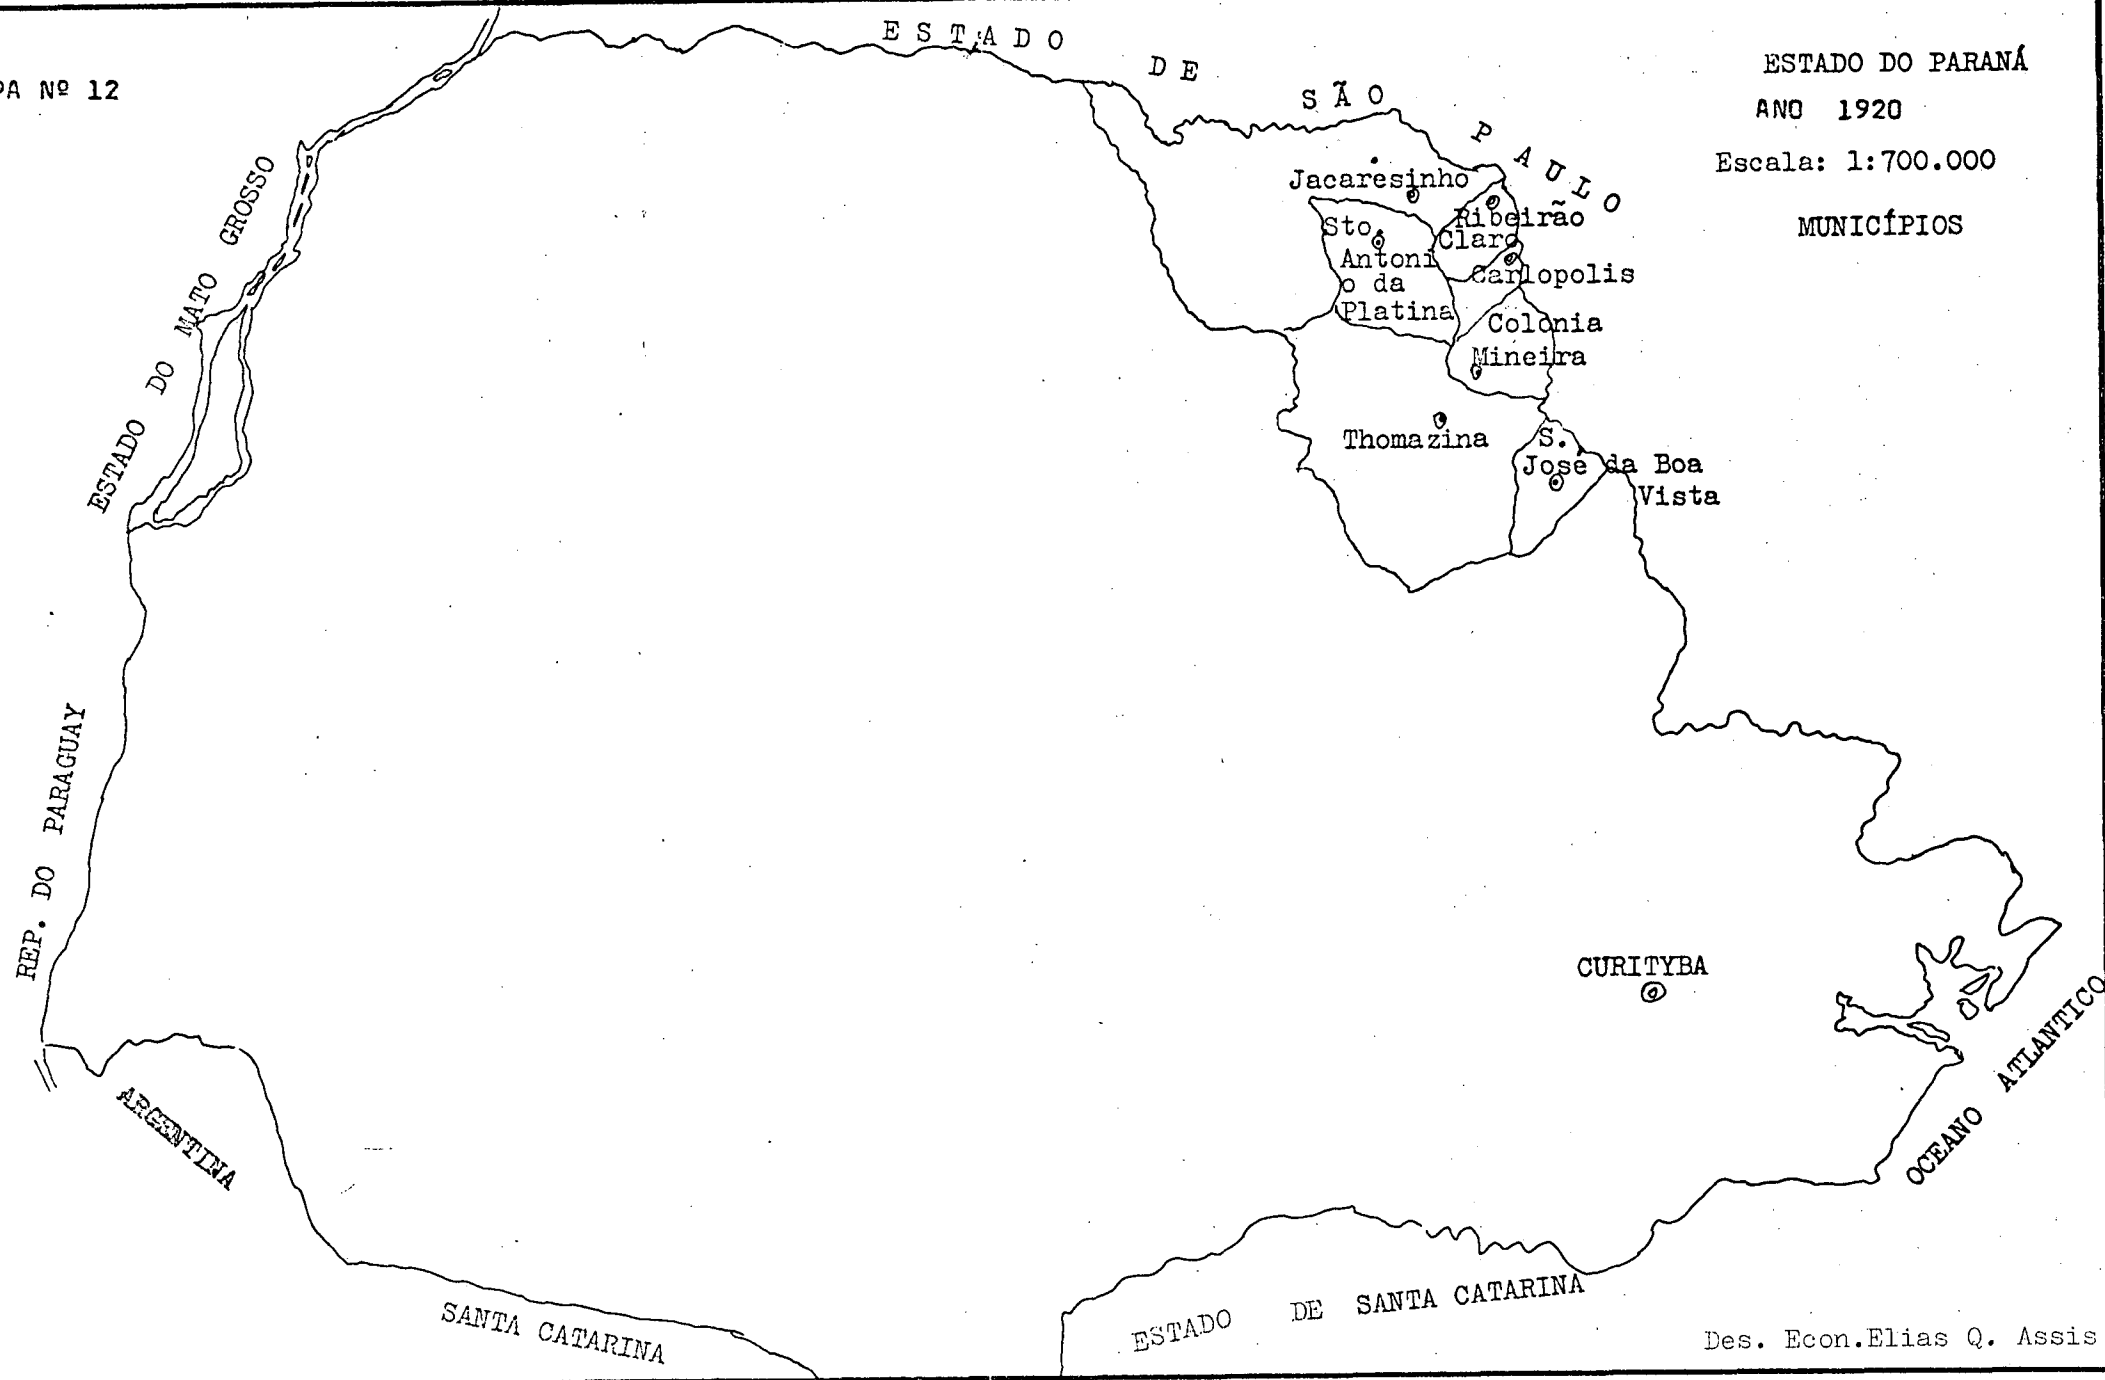 PA Nº 12
ESTADO DE SÃO PAULO
ESTADO DO PARANÁ
ANO 1920
Escala: 1:700.000
MUNICÍPIOS
ESTADO DO MATO GROSSO
Jacaresinho
Ribeirão
Claro
Sto.
Antoni
o da
Platina
Carlopolis
Colonia
Mineira
Thomazina
S.
José da Boa
Vista
REP. DO PARAGUAY
CURITYBA
OCEANO ATLANTICO
ARGENTINA
SANTA CATARINA
ESTADO DE SANTA CATARINA
Des. Econ.Elias Q. Assis